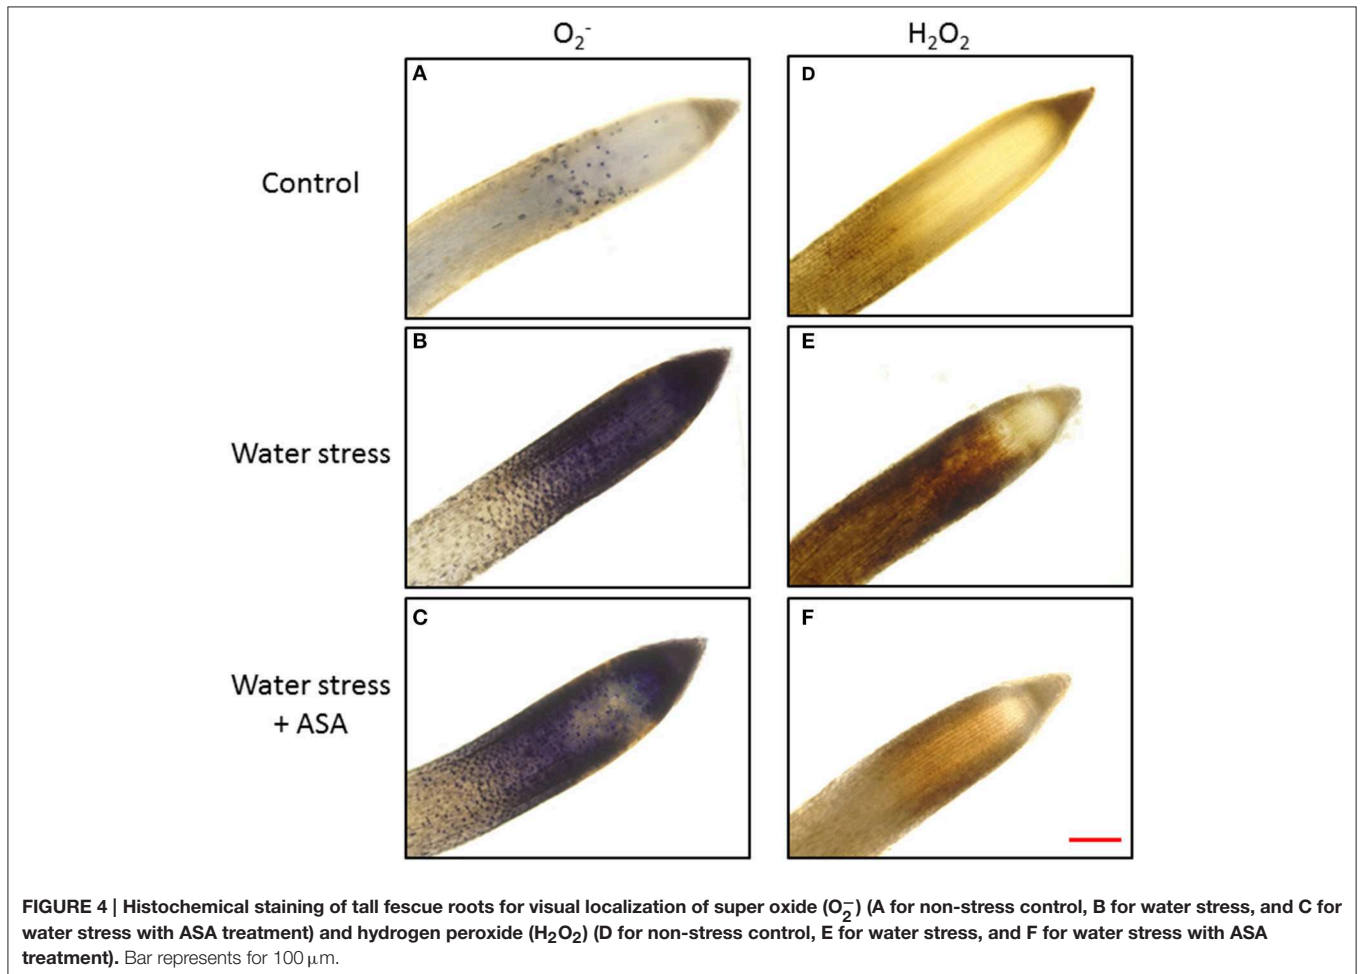 O₂⁻ H₂O₂
A D
Control
B E
Water stress
C F
Water stress
+ ASA
FIGURE 4 | Histochemical staining of tall fescue roots for visual localization of super oxide (O₂⁻) (A for non-stress control, B for water stress, and C for
water stress with ASA treatment) and hydrogen peroxide (H₂O₂) (D for non-stress control, E for water stress, and F for water stress with ASA
treatment). Bar represents for 100 μm.